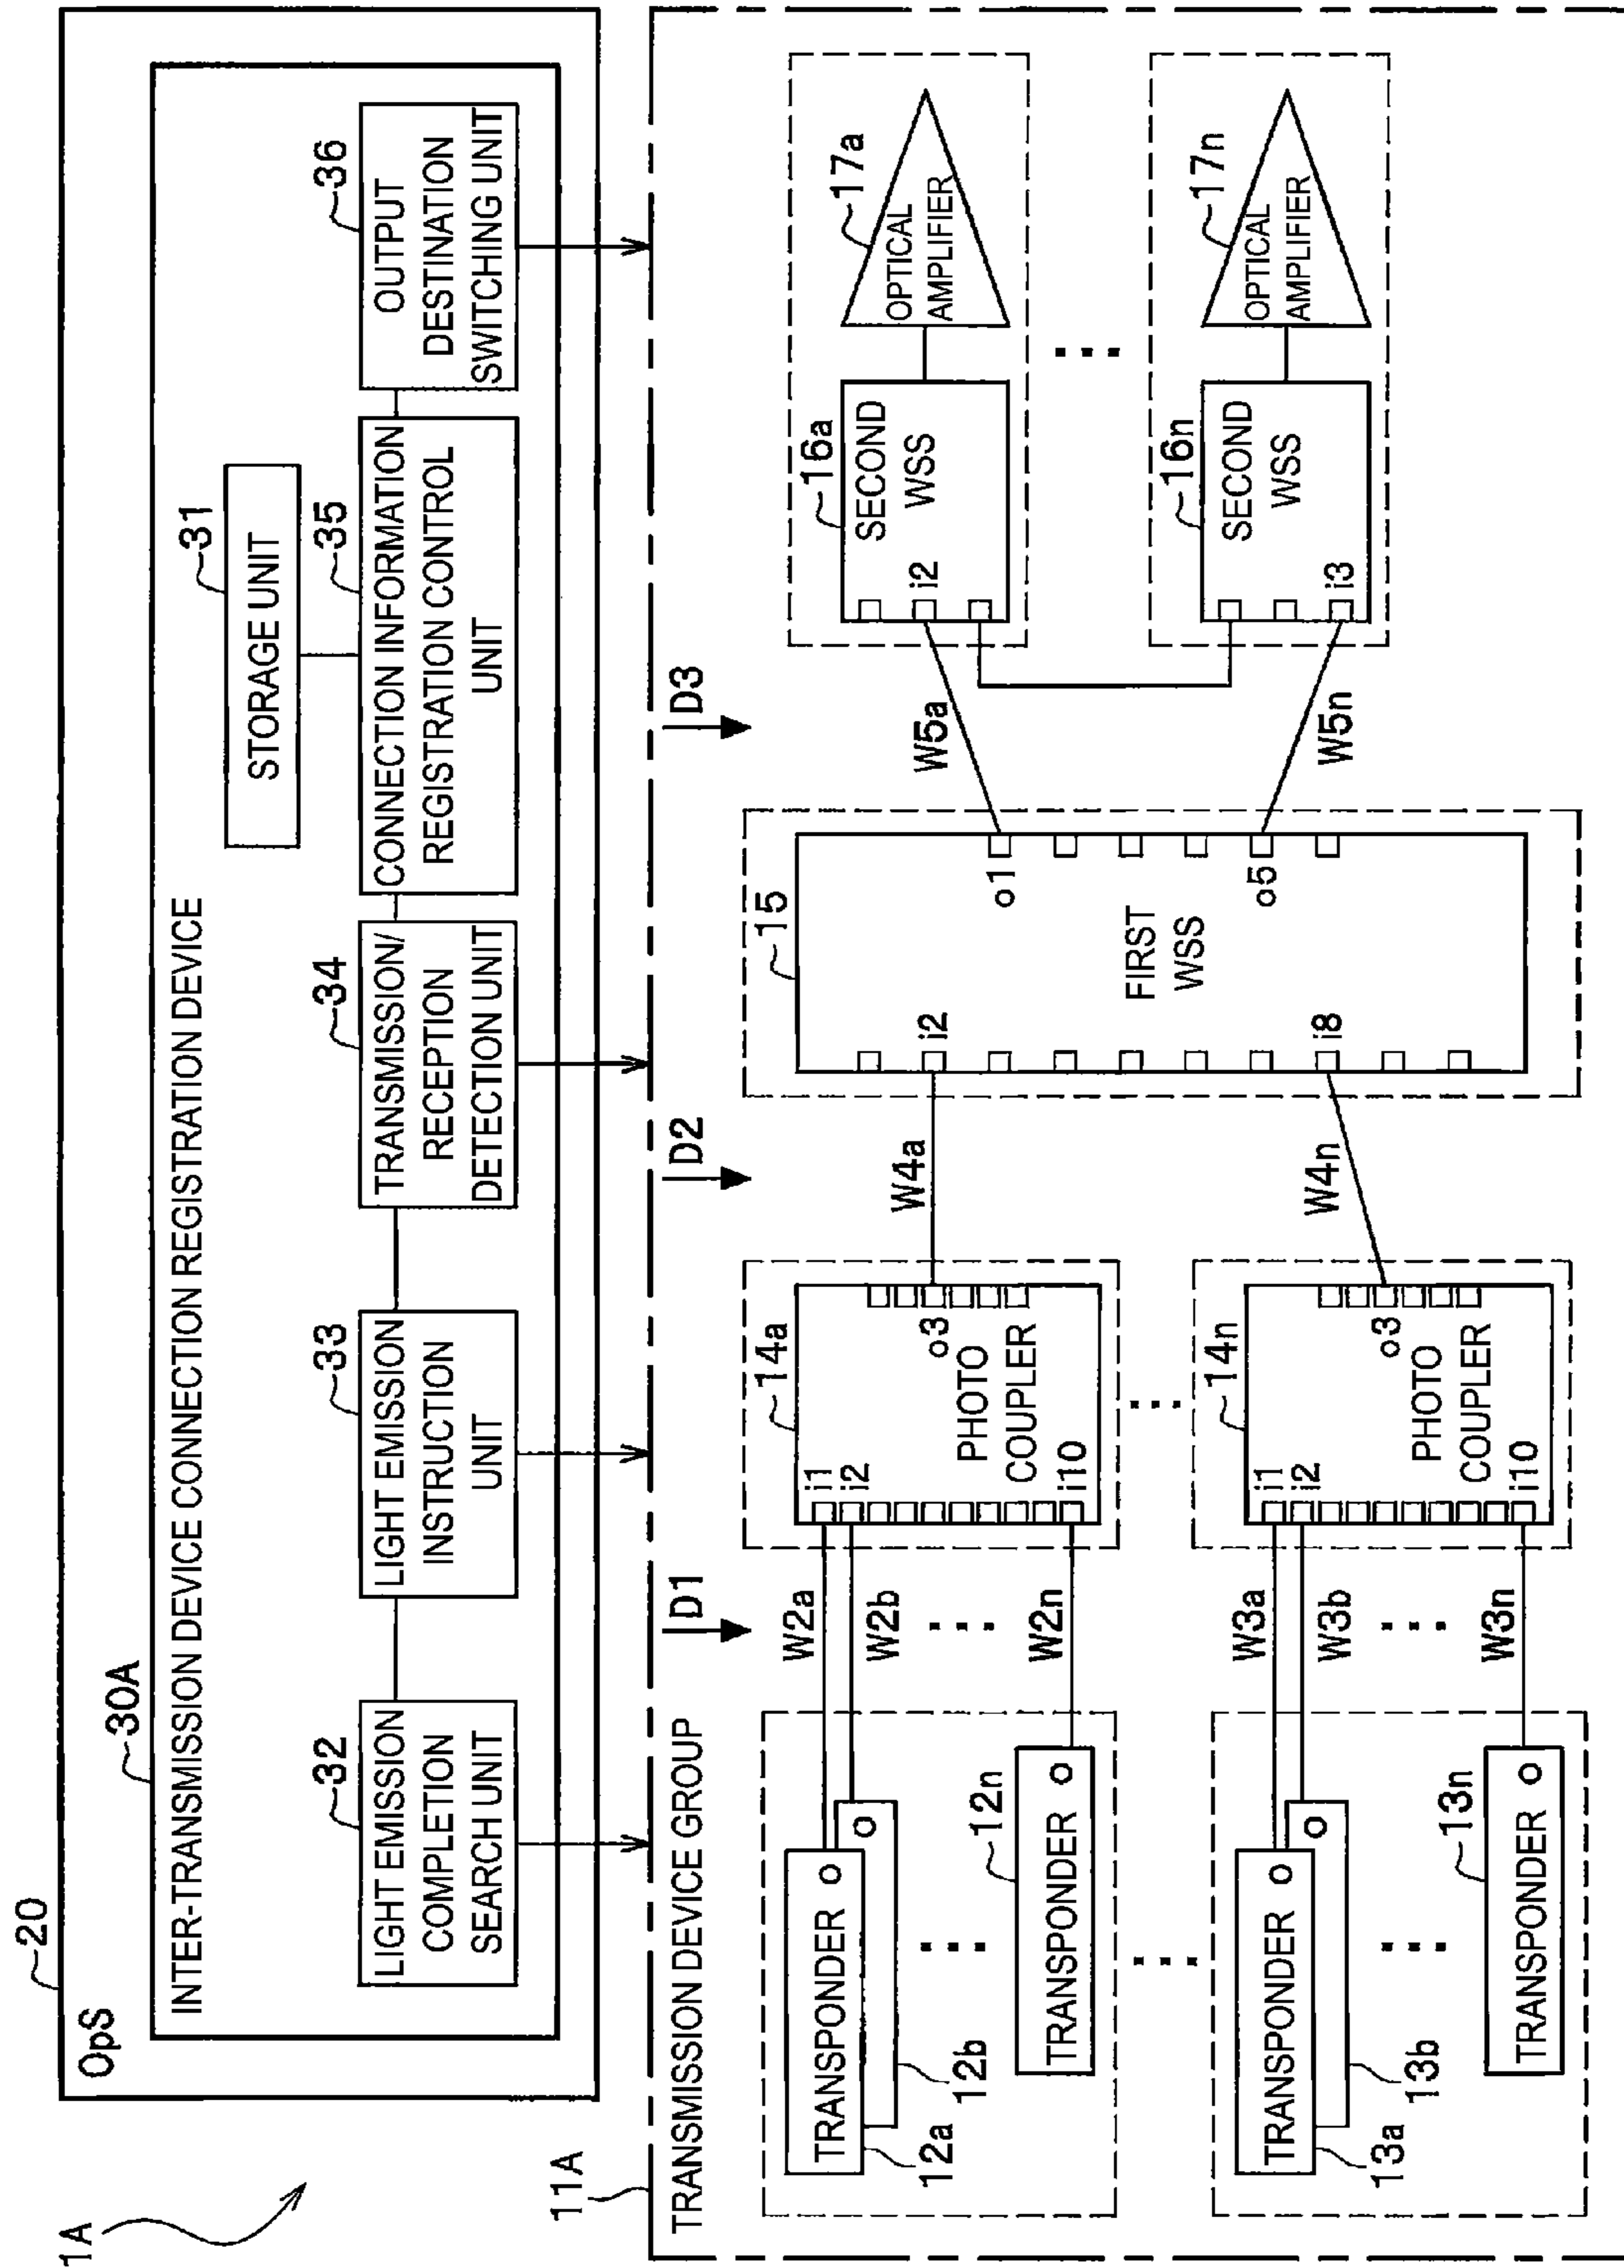 1A
20
OpS
30A
INTER-TRANSMISSION DEVICE CONNECTION REGISTRATION DEVICE
31
STORAGE UNIT
32
LIGHT EMISSION
COMPLETION
SEARCH UNIT
33
LIGHT EMISSION
INSTRUCTION
UNIT
34
TRANSMISSION/
RECEPTION
DETECTION UNIT
35
CONNECTION INFORMATION
REGISTRATION CONTROL
UNIT
36
OUTPUT
DESTINATION
SWITCHING UNIT
11A
TRANSMISSION DEVICE GROUP
D1
D2
D3
TRANSPONDER O
12a
O
12b
...
TRANSPONDER O
12n
W2a
W2b
...
W2n
14a
i1
i2
i10
o3
PHOTO
COUPLER
W4a
...
...
TRANSPONDER O
13a
O
13b
...
TRANSPONDER O
13n
W3a
W3b
...
W3n
14n
i1
i2
i10
o3
PHOTO
COUPLER
W4n
15
i2
i8
FIRST
WSS
o1
o5
W5a
W5n
16a
SECOND
WSS
i2
17a
OPTICAL
AMPLIFIER
...
16n
SECOND
WSS
i3
17n
OPTICAL
AMPLIFIER